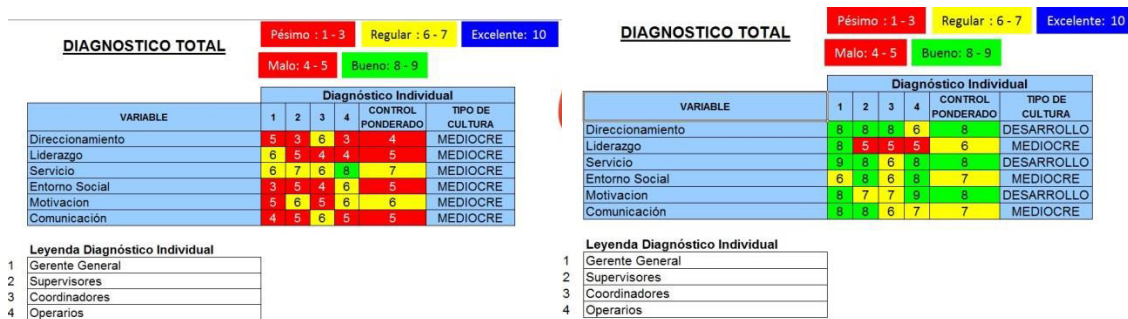 DIAGNOSTICO TOTAL
Pésimo : 1 - 3 Regular : 6 - 7 Excelente: 10
Malo: 4 - 5 Bueno: 8 - 9
Diagnóstico Individual
VARIABLE 1 2 3 4 CONTROL PONDERADO TIPO DE CULTURA
Direccionamiento 5 3 6 3 4 MEDIOCRE
Liderazgo 6 5 4 4 5 MEDIOCRE
Servicio 6 7 6 8 7 MEDIOCRE
Entorno Social 3 5 4 6 5 MEDIOCRE
Motivacion 5 6 5 6 6 MEDIOCRE
Comunicación 4 5 6 5 5 MEDIOCRE
Leyenda Diagnóstico Individual
1 Gerente General
2 Supervisores
3 Coordinadores
4 Operarios
DIAGNOSTICO TOTAL
Pésimo : 1 - 3 Regular : 6 - 7 Excelente: 10
Malo: 4 - 5 Bueno: 8 - 9
Diagnóstico Individual
VARIABLE 1 2 3 4 CONTROL PONDERADO TIPO DE CULTURA
Direccionamiento 8 8 8 6 8 DESARROLLO
Liderazgo 8 5 5 5 6 MEDIOCRE
Servicio 9 8 6 8 8 DESARROLLO
Entorno Social 6 8 6 8 7 MEDIOCRE
Motivacion 8 7 7 9 8 DESARROLLO
Comunicación 8 8 6 7 7 MEDIOCRE
Leyenda Diagnóstico Individual
1 Gerente General
2 Supervisores
3 Coordinadores
4 Operarios